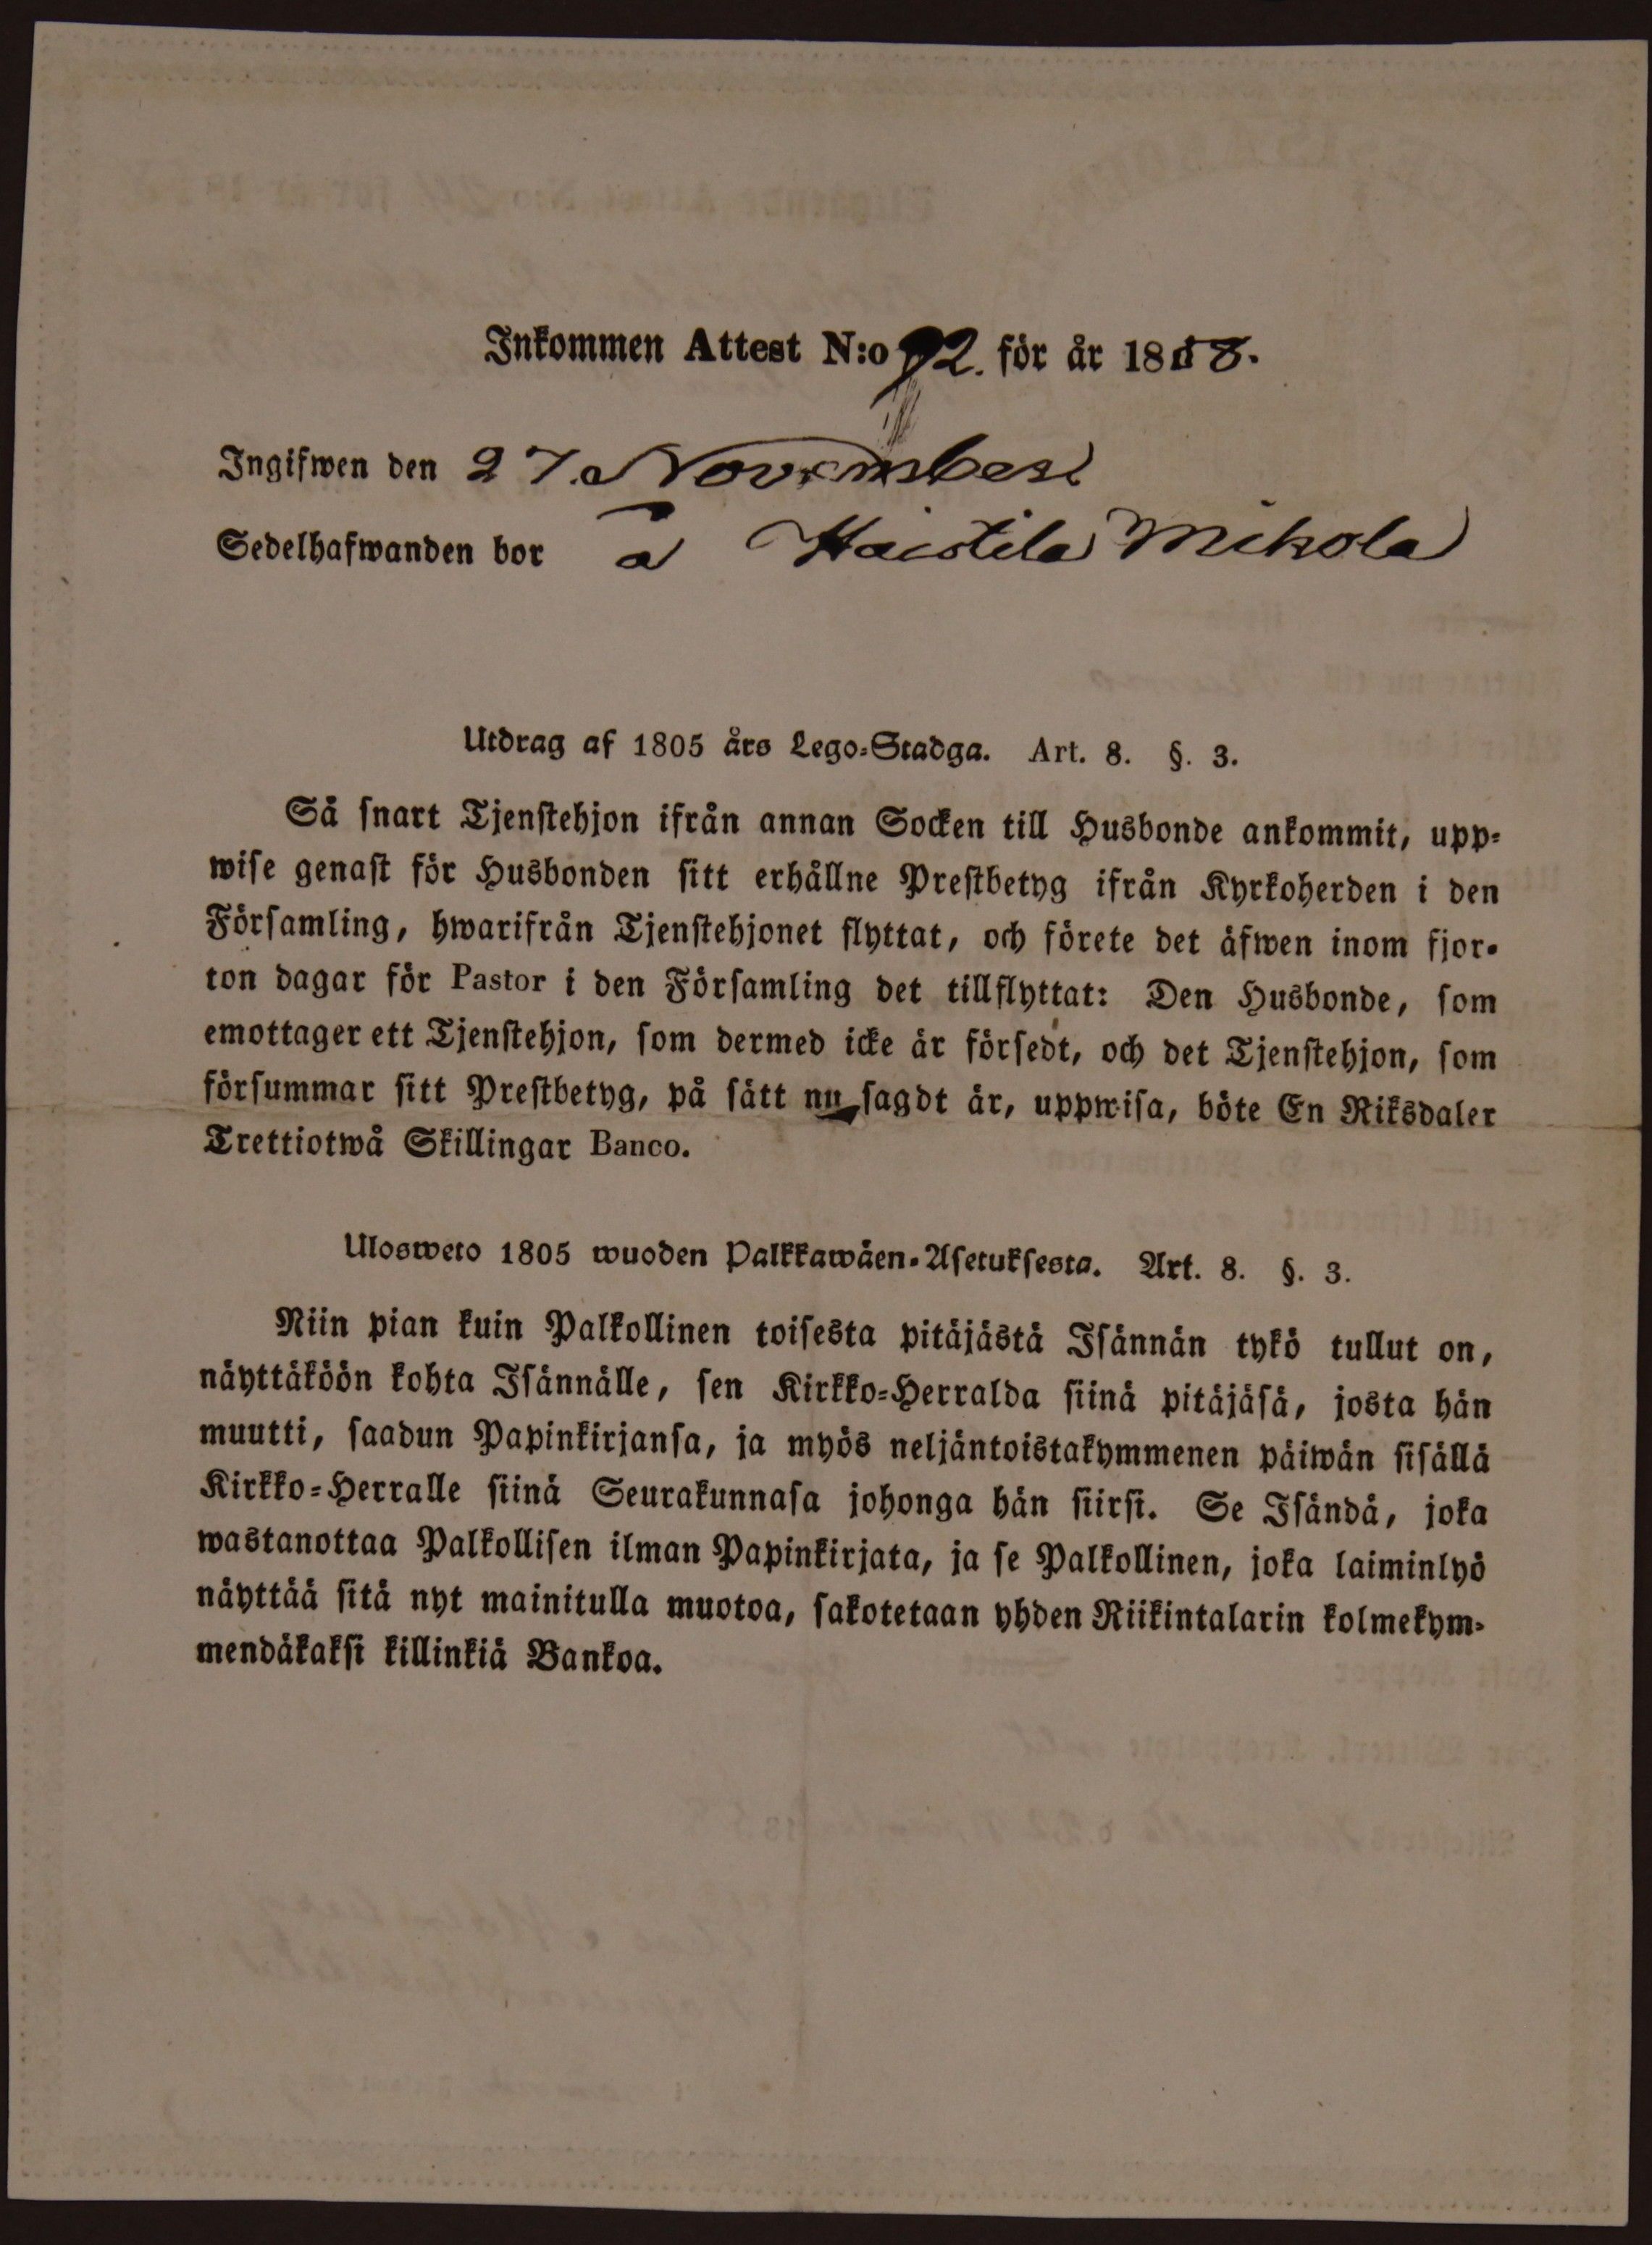 Inkommen Attest N:o 92. för år 1858.
Ingifwen den 27. November
Sedelhafwanden bor å Haistila Mikola
Utdrag af 1805 års Lego-Stadga. Art. 8. §. 3.
Så snart Tjenstehjon ifrån annan Socken till Husbonde ankommit, upp-
wise genast för Husbonden sitt erhållne Prestbetyg ifrån Kyrkoherden i den
Församling, hwarifrån Tjenstehjonet flyttat, och förete det äfwen inom fjor-
ton dagar för Pastor i den Församling det tillflyttat: Den Husbonde, som
emottager ett Tjenstehjon, som dermed icke är försedt, och det Tjenstehjon, som
försummar sitt Prestbetyg, på sätt nu sagdt är, uppwisa, böte En Riksdaler
Trettiotwå Skillingar Banco.
Ulosweto 1805 wuoden Palkkawäen-Asetuksesta. Art. 8. §. 3.
Niin pian kuin Palkollinen toisesta pitäjästä Isännän tykö tullut on,
näyttäköön kohta Isännälle, sen Kirkko-Herralda siinä pitäjäsä, josta hän
muutti, saadun Papinkirjansa, ja myös neljäntoistakymmenen päiwän sisällä
Kirkko-Herralle siinä Seurakunnasa johonga hän siirsi. Se Isändä, joka
wastanottaa Palkollisen ilman Papinkirjata, ja se Palkollinen, joka laiminlyö
näyttää sitä nyt mainitulla muotoa, sakotetaan yhden Riikintalarin kolmekym-
mendäkaksi killinkiä Bankoa.